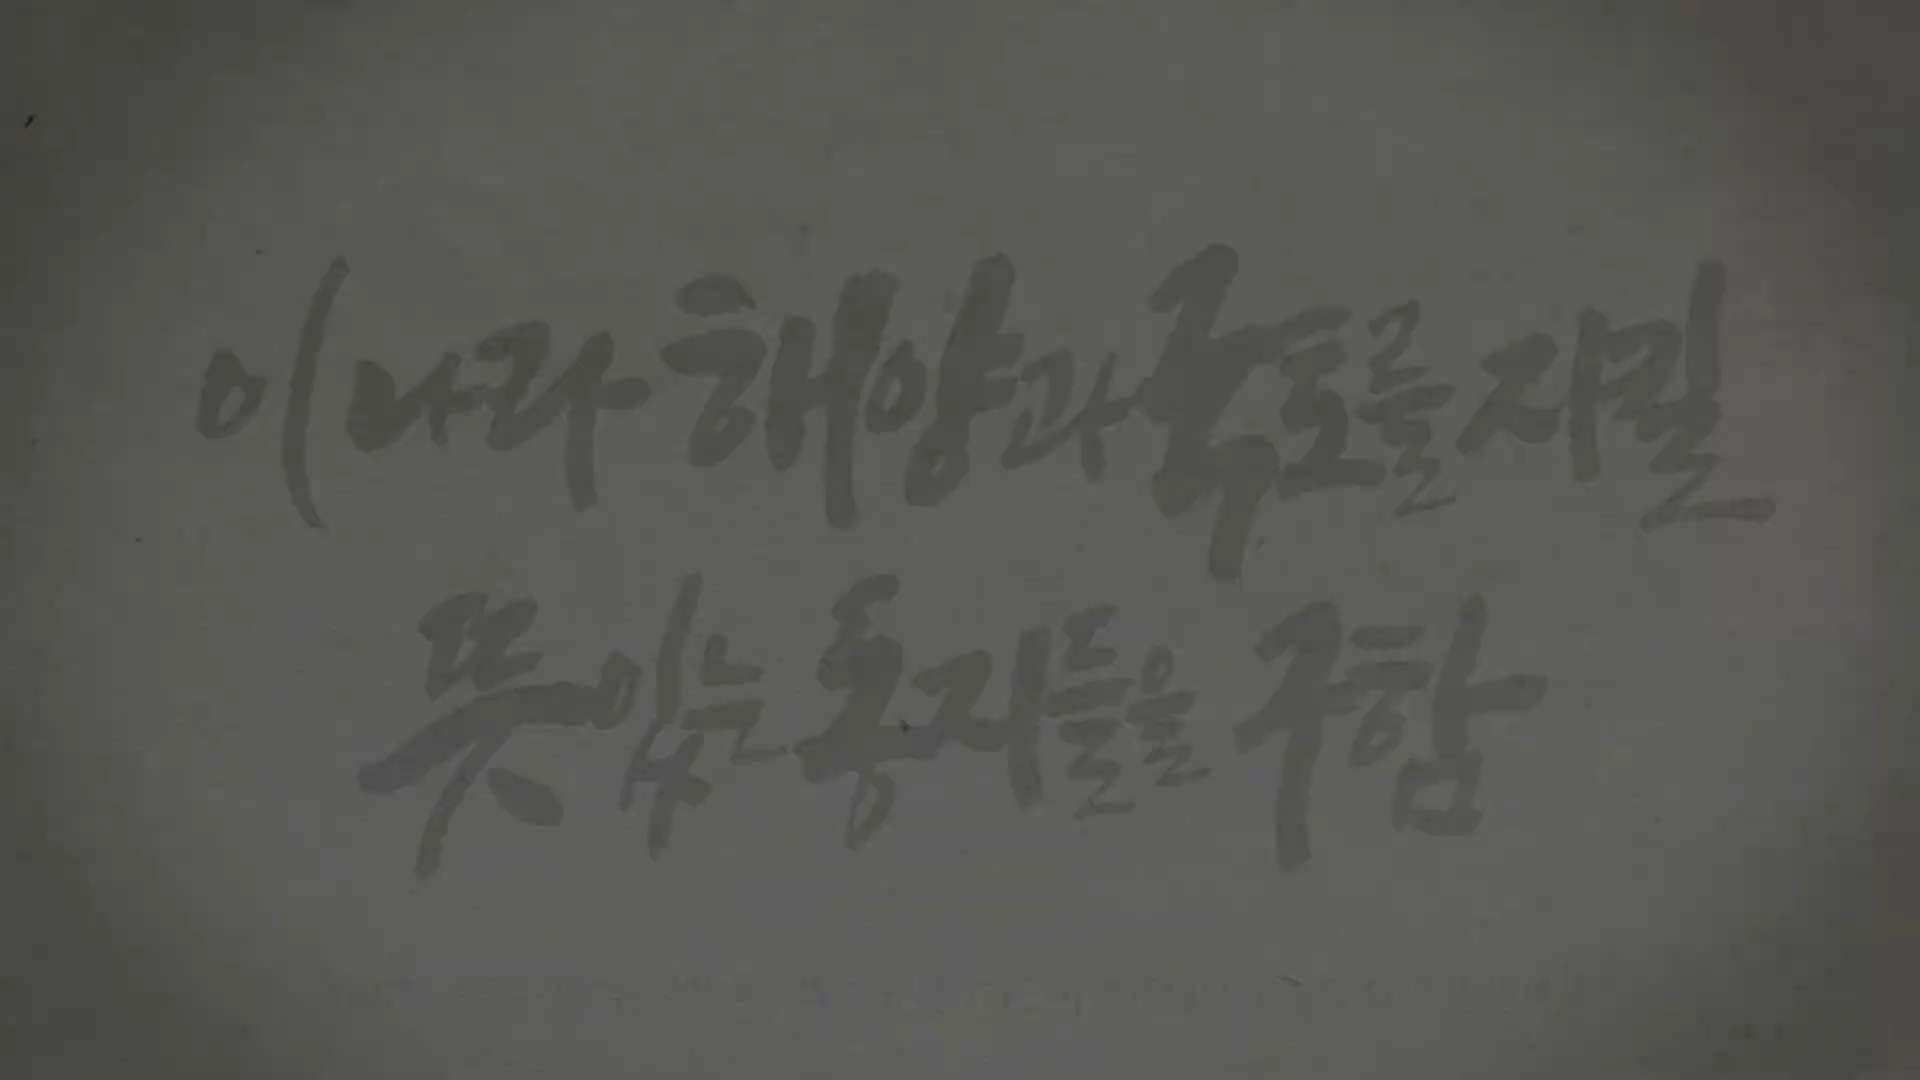 이 나라 해양과 국토를 지킬
뜻 있는 동지들을 구함